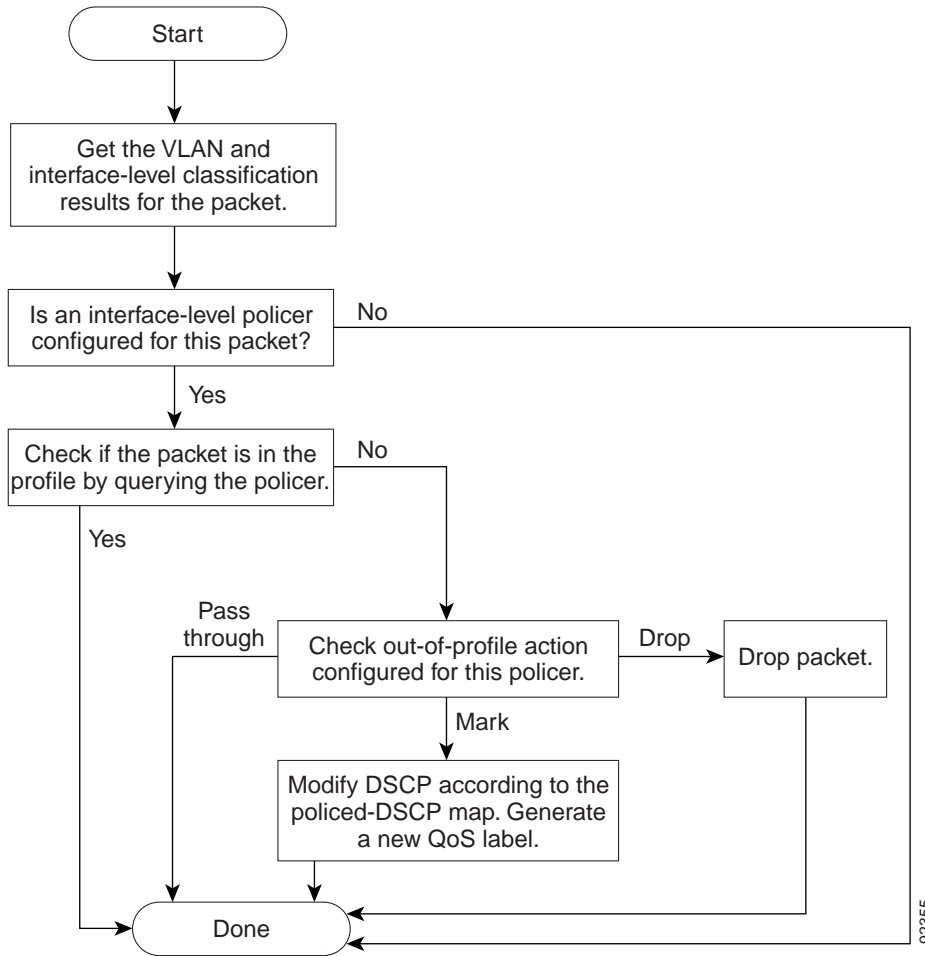 Start
Get the VLAN and
interface-level classification
results for the packet.
Is an interface-level policer
configured for this packet?
No
Yes
Check if the packet is in the
profile by querying the policer.
No
Yes
Pass
through
Check out-of-profile action
configured for this policer.
Drop
Drop packet.
Mark
Modify DSCP according to the
policed-DSCP map. Generate
a new QoS label.
Done
92355